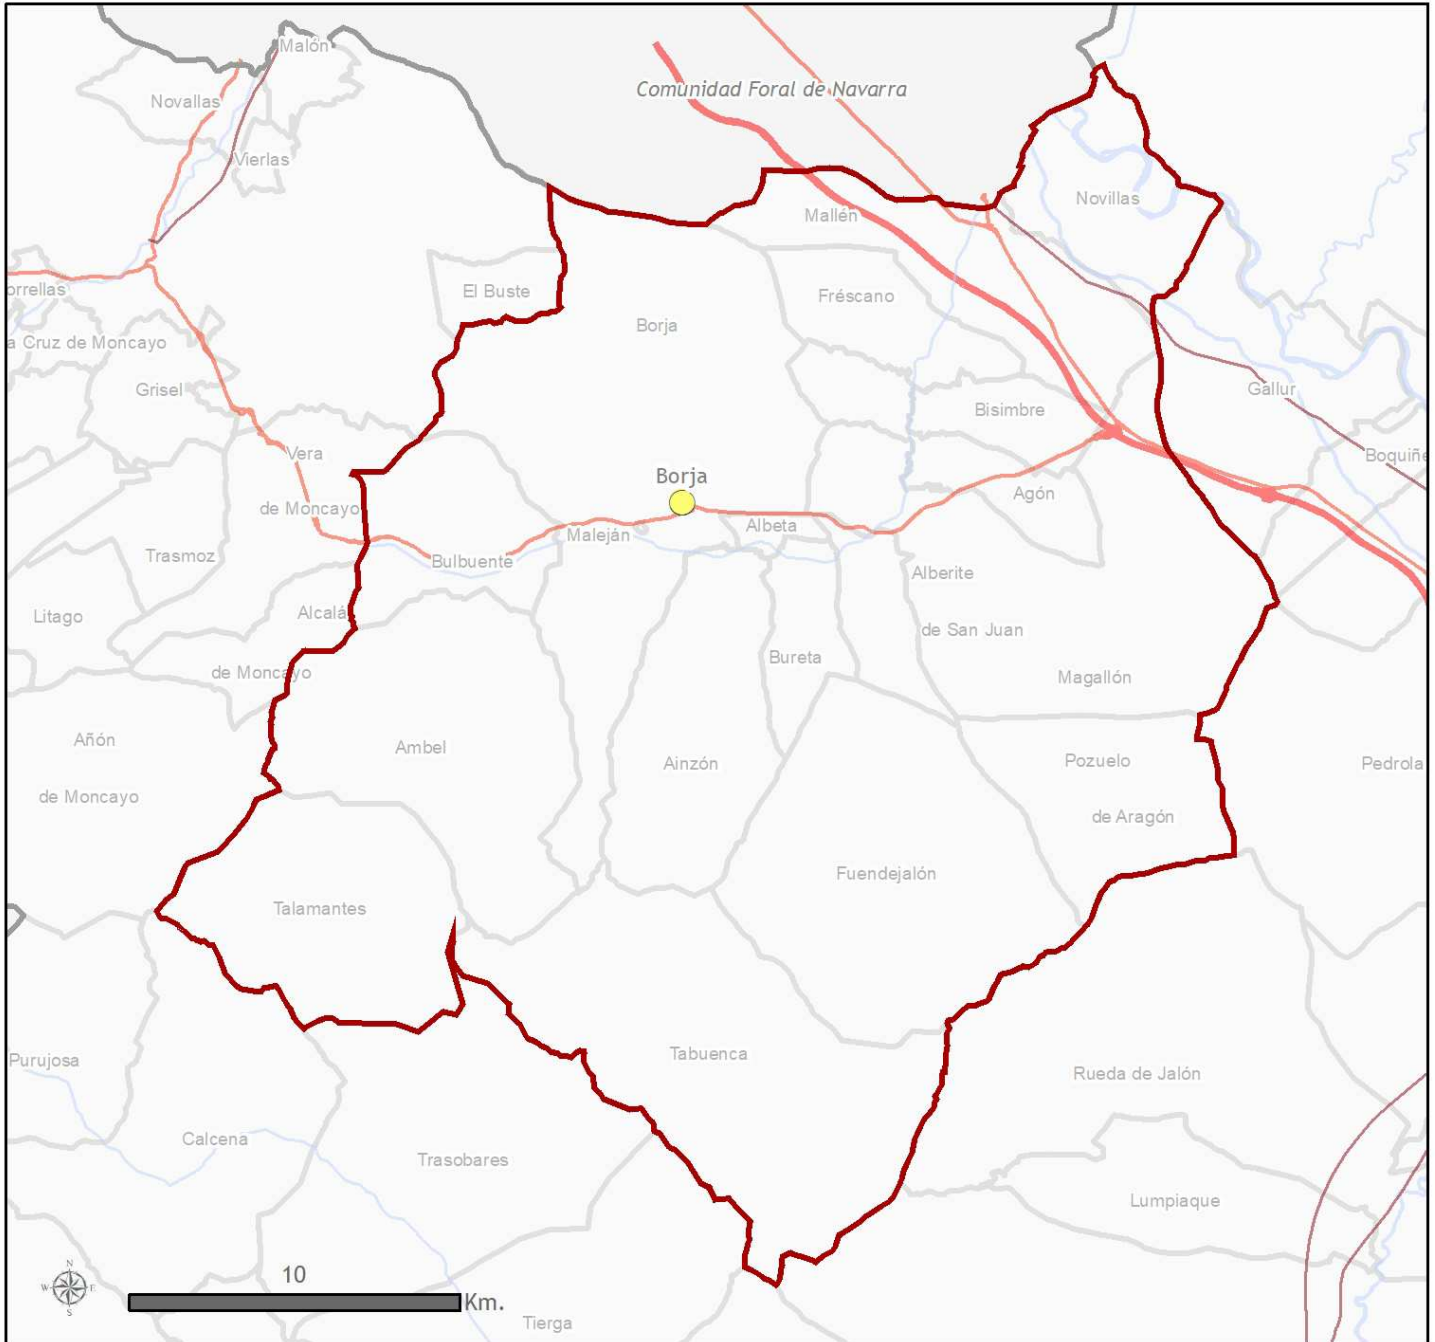 Malón
Comunidad Foral de Navarra
Novallas
Vierlas
Novillas
Mallén
orrellas
El Buste
Fréscano
Borja
a Cruz de Moncayo
Grisel
Gallur
Bisimbre
Vera
de Moncayo
Boquiñe
Borja
Agón
Albeta
Maleján
Trasmoz
Bulbuente
Alberite
de San Juan
Litago
Alcalá
de Moncayo
Bureta
Magallón
Añón
de Moncayo
Ambel
Ainzón
Pozuelo
de Aragón
Pedrola
Fuendejalón
Talamantes
Purujosa
Tabuenca
Rueda de Jalón
Calcena
Trasobares
Lumpiaque
N
W
E
S
10
Km.
Tierga